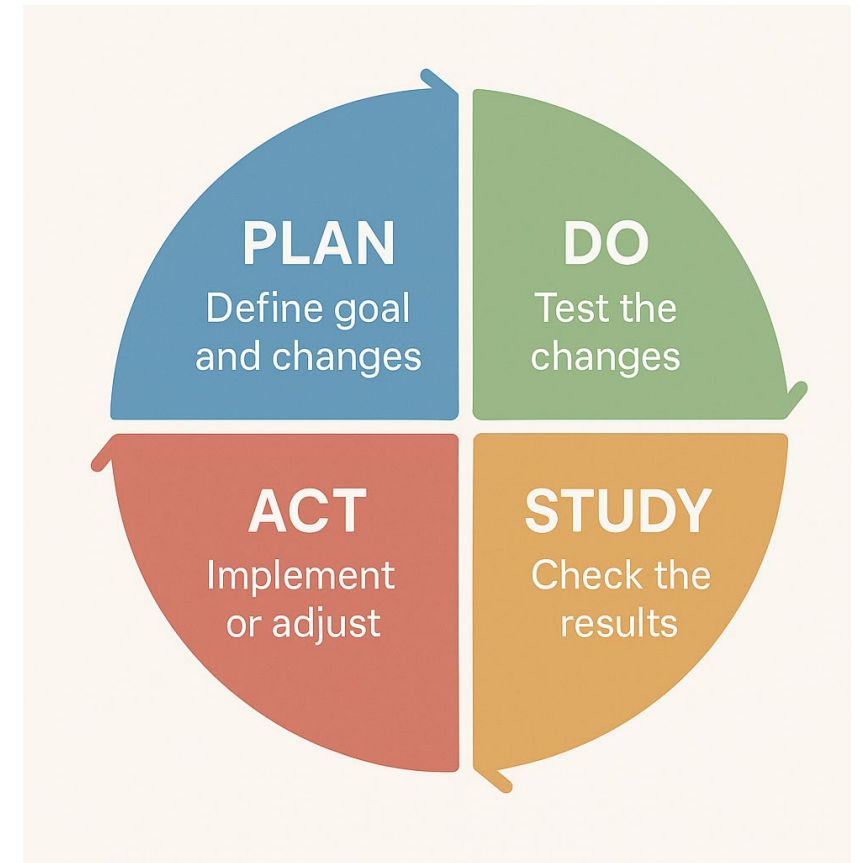 PLAN
Define goal
and changes
DO
Test the
changes
STUDY
Check the
results
ACT
Implement
or adjust